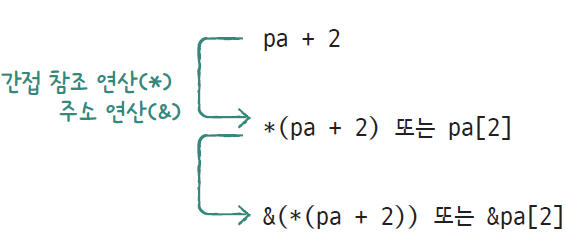 pa + 2
간접 참조 연산(*)
주소 연산(&)
*(pa + 2) 또는 pa[2]
&(*(pa + 2)) 또는 &pa[2]